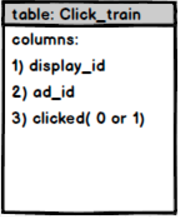 table: Click_train
columns:
1) display_id
2) ad_id
3) clicked( 0 or 1)